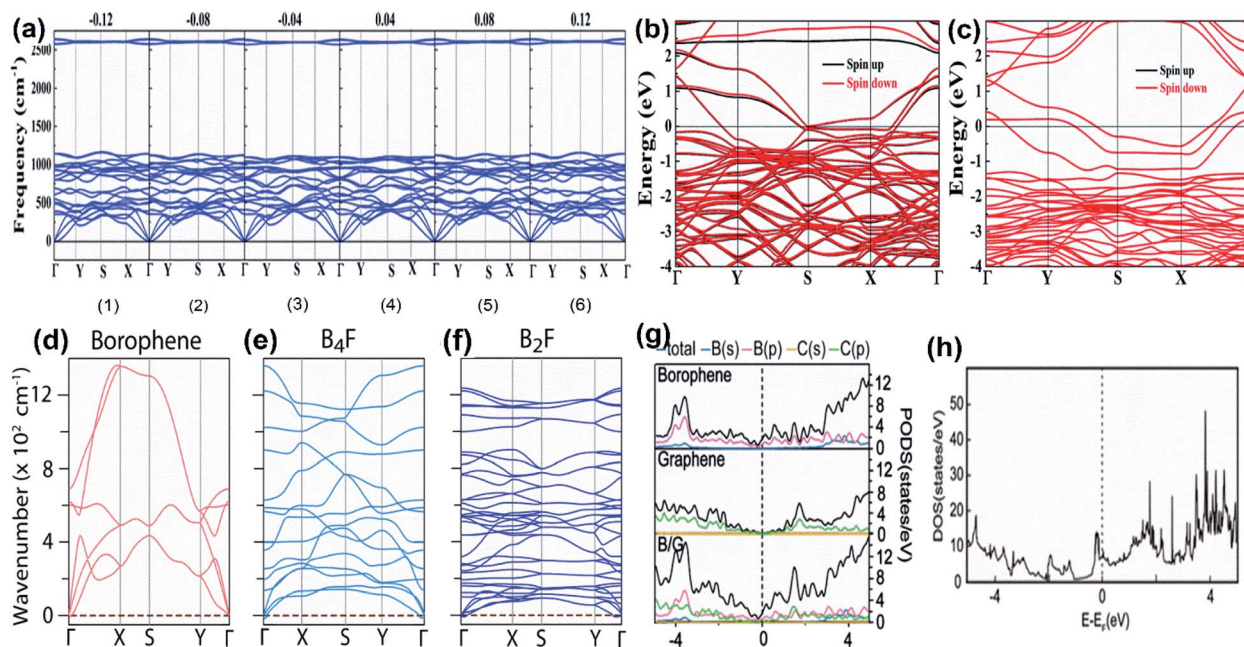 (a) -0.12 -0.08 -0.04 0.04 0.08 0.12
Frequency (cm⁻¹)
2500
2000
1500
1000
500
0
Γ Y S X Γ Y S X Γ Y S X Γ Y S X Γ Y S X Γ Y S X Γ
(1) (2) (3) (4) (5) (6)
(b)
Energy (eV)
2
1
0
-1
-2
-3
-4
Spin up
Spin down
Γ Y S X Γ
(c)
Energy (eV)
2
1
0
-1
-2
-3
-4
Spin up
Spin down
Γ Y S X
(d) Borophene
Wavenumber (x 10² cm⁻¹)
12
8
4
0
Γ X S Y Γ
(e) B₄F
Γ X S Y Γ
(f) B₂F
Γ X S Y Γ
(g)
total B(s) B(p) C(s) C(p)
Borophene
12
8
4
0
Graphene
12
8
4
0
B/G
12
8
4
0
PODS(states/eV)
-4 0 4
(h)
DOS(states/eV)
50
40
30
20
10
0
-4 0 4
E-E_F(eV)